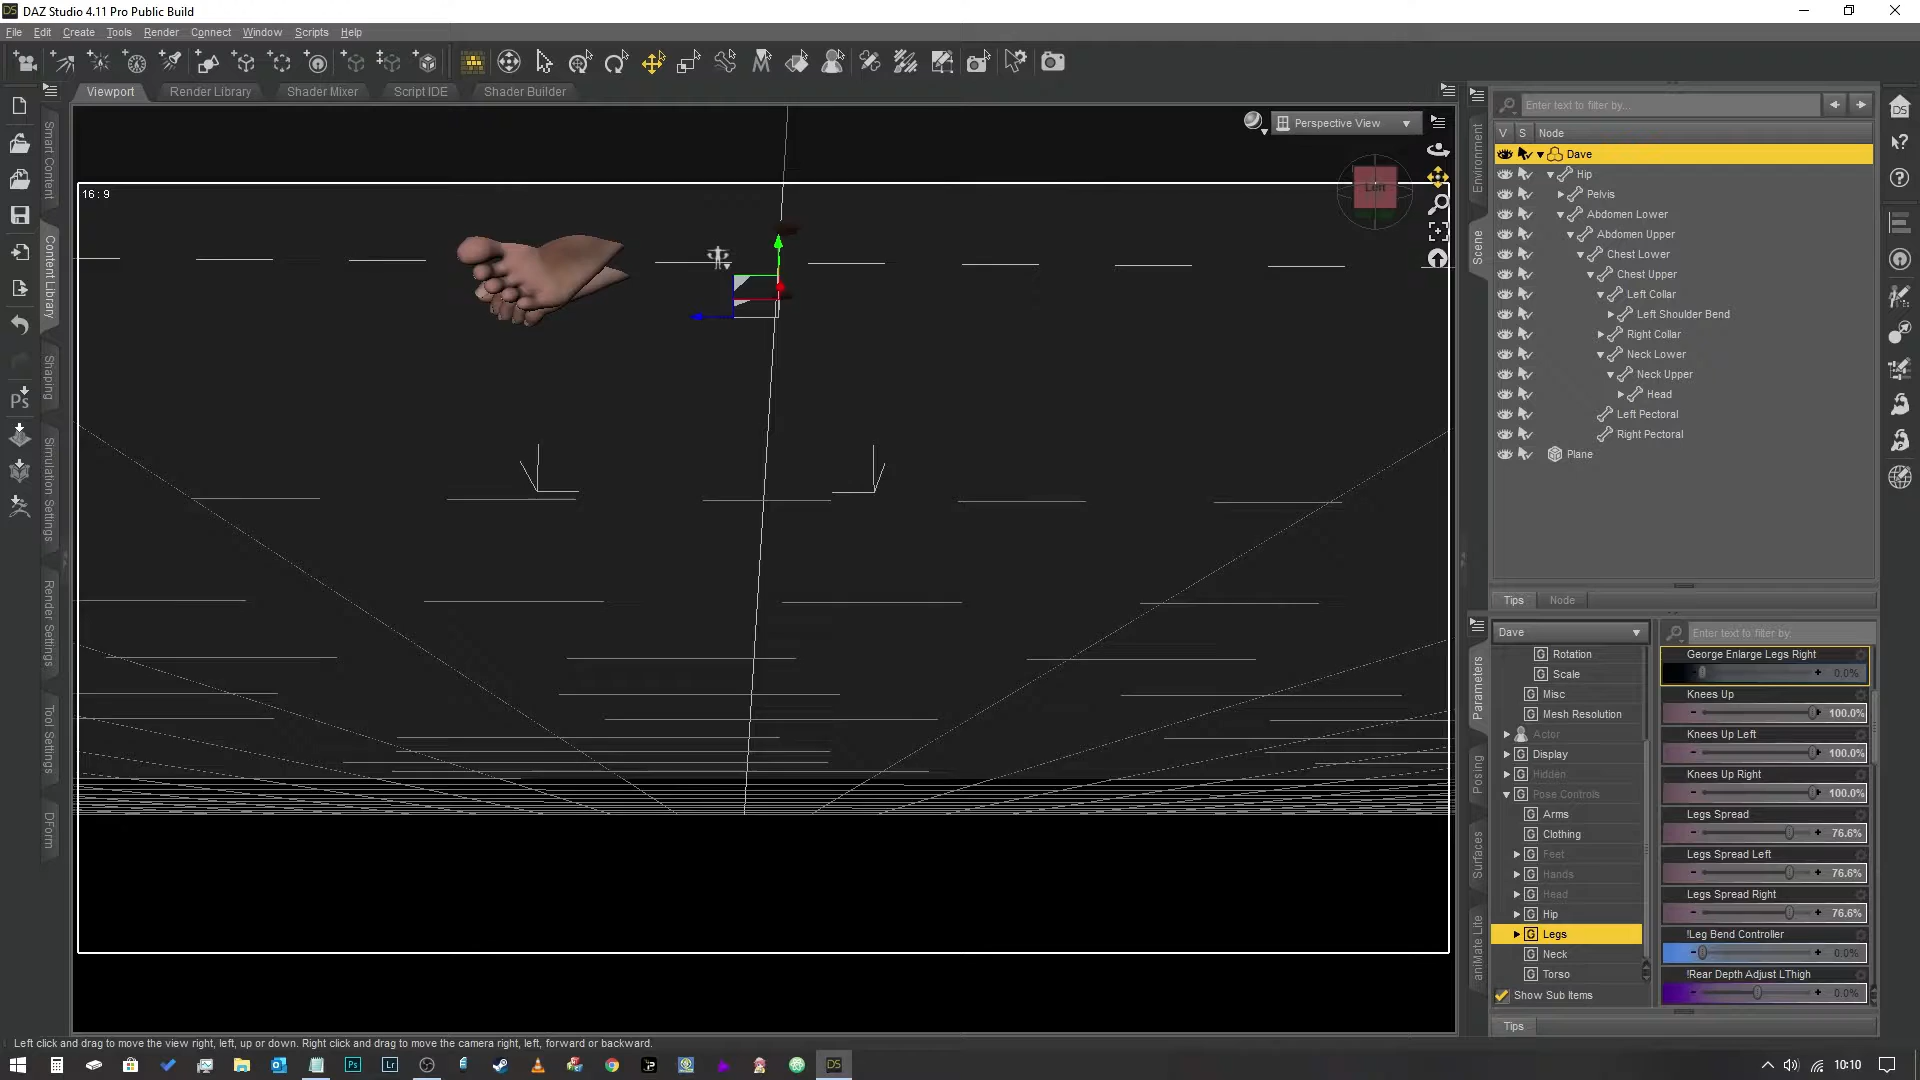 DAZ Studio 4.11 Pro Public Build
File Edit Create Tools Render Connect Window Scripts Help
Viewport Render Library Shader Mixer Script IDE Shader Builder
Smart Content
Content Library
Shaping
Simulation Settings
Render Settings
Tool Settings
DForm
Ps
16 : 9
Perspective View
Left
Environment
Scene
Enter text to filter by...
V S Node
Dave
Hip
Pelvis
Abdomen Lower
Abdomen Upper
Chest Lower
Chest Upper
Left Collar
Left Shoulder Bend
Right Collar
Neck Lower
Neck Upper
Head
Left Pectoral
Right Pectoral
Plane
Tips Node
Parameters
Posing
Surfaces
aniMate Lite
Dave
Rotation
Scale
Misc
Mesh Resolution
Actor
Display
Hidden
Pose Controls
Arms
Clothing
Feet
Hands
Head
Hip
Legs
Neck
Torso
Show Sub Items
Enter text to filter by.
George Enlarge Legs Right
0.0%
Knees Up
100.0%
Knees Up Left
100.0%
Knees Up Right
100.0%
Legs Spread
76.6%
Legs Spread Left
76.6%
Legs Spread Right
76.6%
!Leg Bend Controller
0.0%
!Rear Depth Adjust LThigh
0.0%
Tips
Left click and drag to move the view right, left, up or down. Right click and drag to move the camera right, left, forward or backward.
Ps Lr DS 10:10